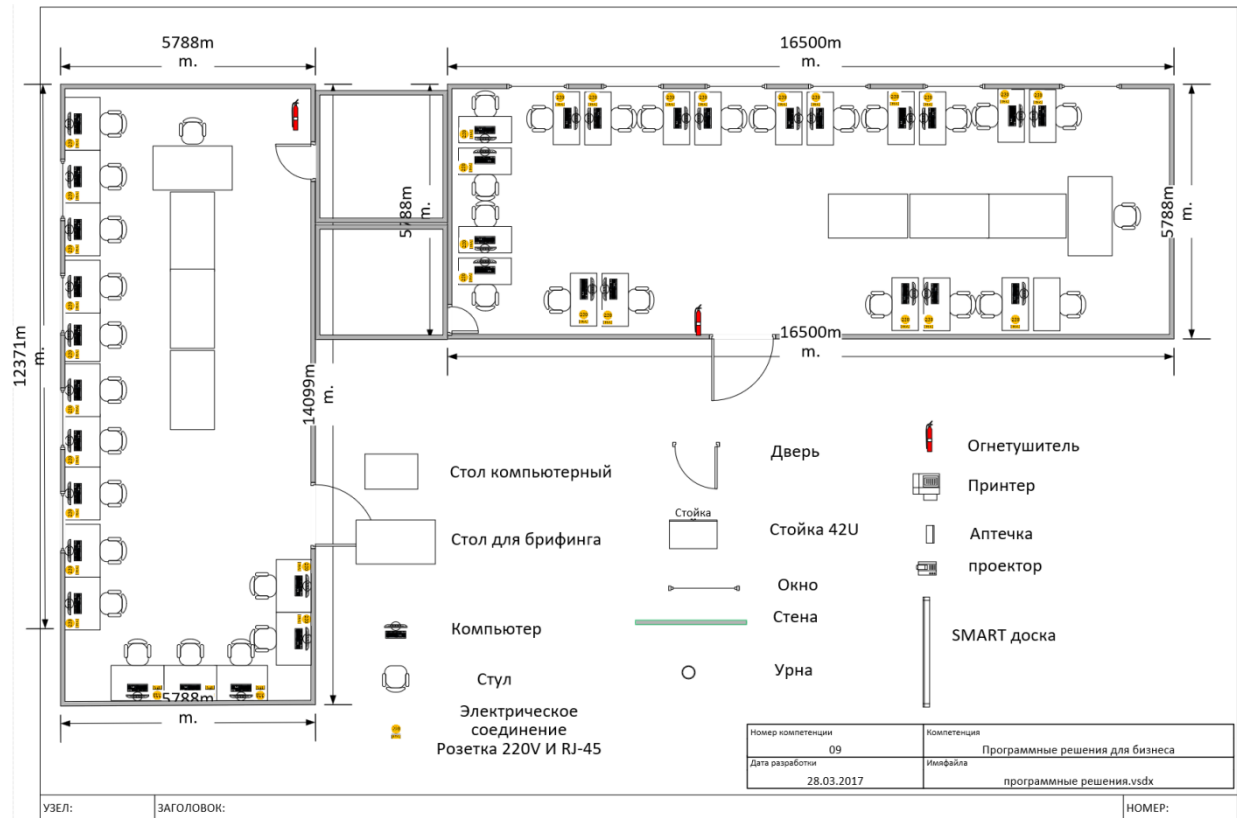 5788m
m.
16500m
m.
5788m
m.
5788m
m.
12371m
m.
14099m
m.
16500m
m.
5788m
m.
Стол компьютерный
Стол для брифинга
Компьютер
Стул
Электрическое
соединение
Розетка 220V И RJ-45
Дверь
Стойка
Стойка 42U
Окно
Стена
Урна
Огнетушитель
Принтер
Аптечка
проектор
SMART доска
Номер компетенции
09
Компетенция
Программные решения для бизнеса
Дата разработки
28.03.2017
Имяфайла
программные решения.vsdx
УЗЕЛ:
ЗАГОЛОВОК:
НОМЕР: